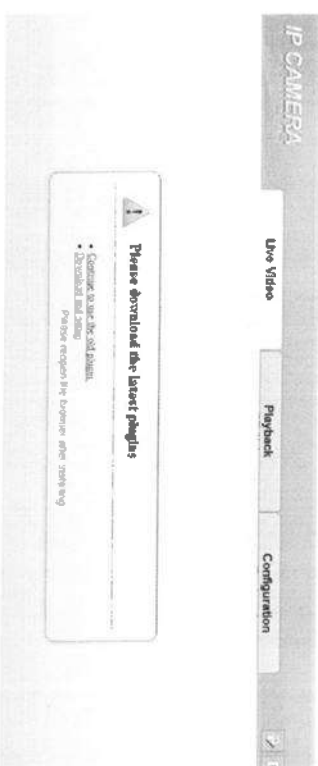 IP CAMERA
Live Video
Playback
Configuration
Please download the latest plugins
• Continue to use the old plugin.
• Download and setup
Please reopen the browser after installing